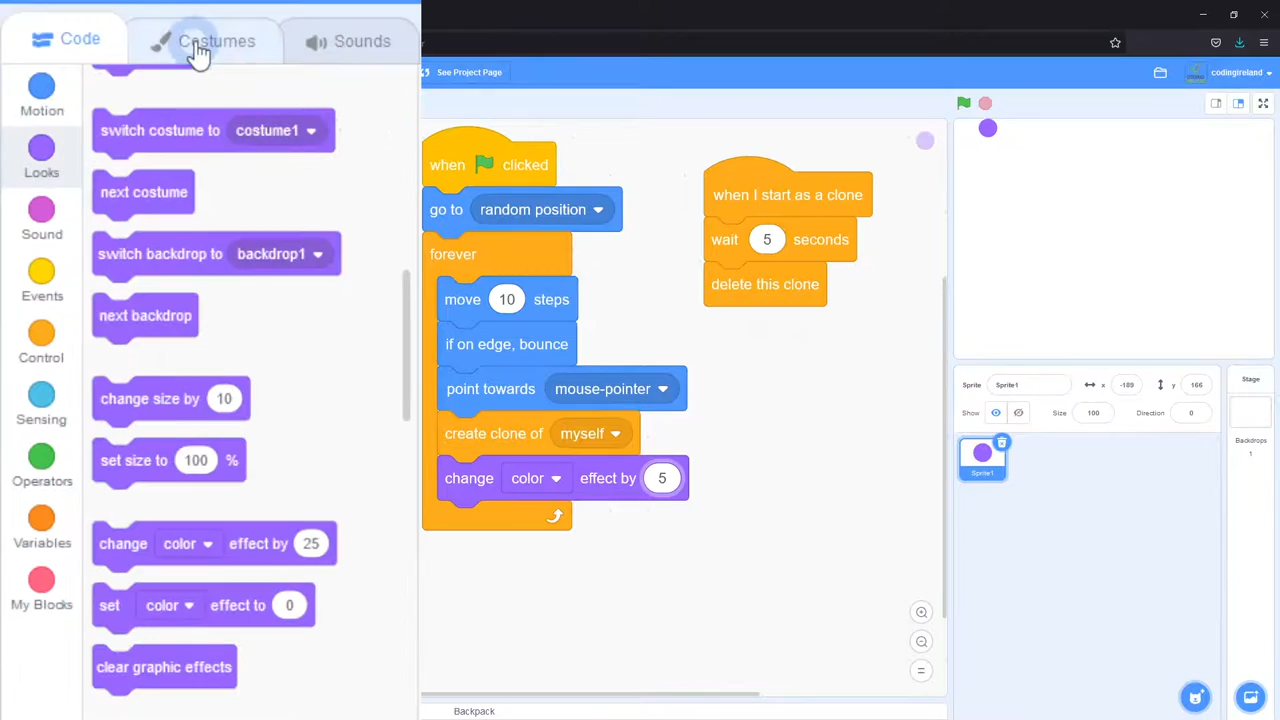 Code
Costumes
Sounds
Motion
Looks
Sound
Events
Control
Sensing
Operators
Variables
My Blocks
switch costume to costume1
next costume
switch backdrop to backdrop1
next backdrop
change size by 10
set size to 100 %
change color effect by 25
set color effect to 0
clear graphic effects
See Project Page
codingireland
when clicked
go to random position
forever
move 10 steps
if on edge, bounce
point towards mouse-pointer
create clone of myself
change color effect by 5
when I start as a clone
wait 5 seconds
delete this clone
Backpack
Sprite Sprite1 x -189 y 166
Show Size 100 Direction 0
Sprite1
Stage
Backdrops
1